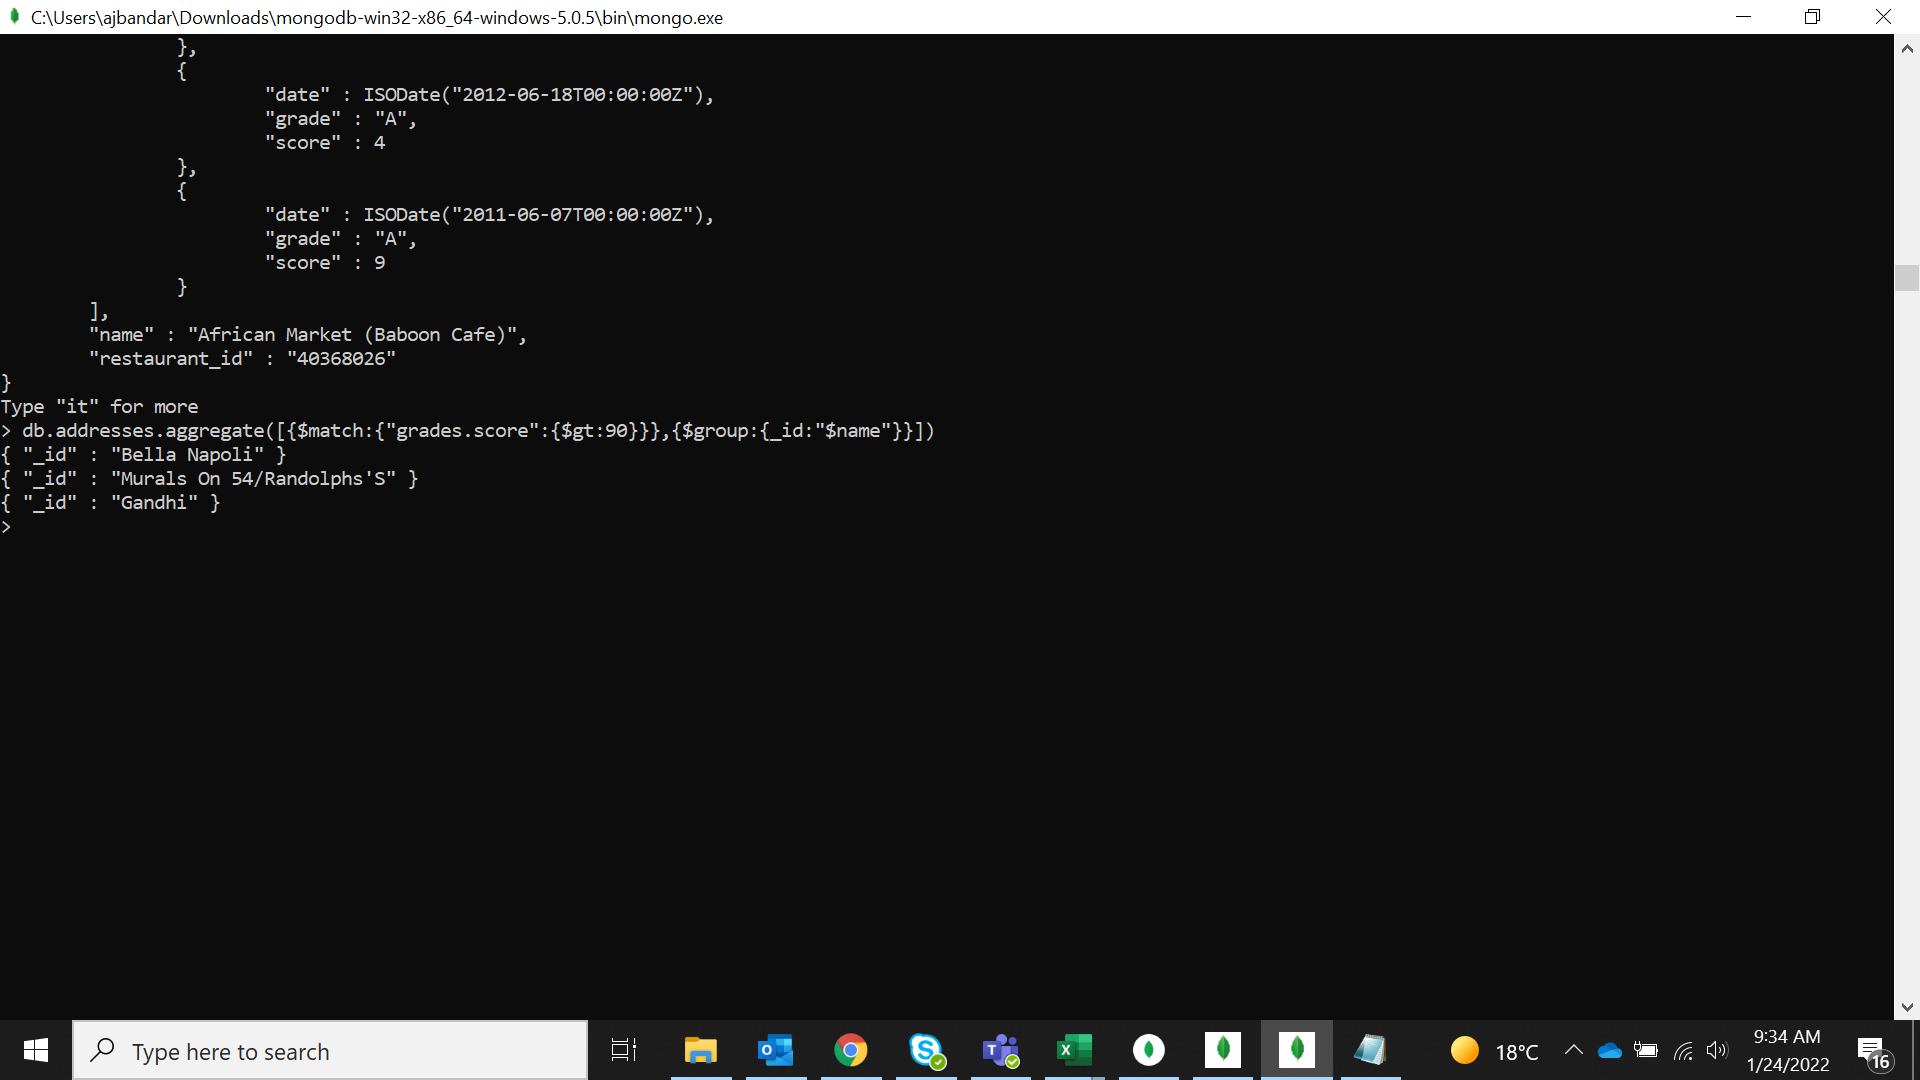 C:\Users\ajbandar\Downloads\mongodb-win32-x86_64-windows-5.0.5\bin\mongo.exe
},
{
"date" : ISODate("2012-06-18T00:00:00Z"),
"grade" : "A",
"score" : 4
},
{
"date" : ISODate("2011-06-07T00:00:00Z"),
"grade" : "A",
"score" : 9
}
],
"name" : "African Market (Baboon Cafe)",
"restaurant_id" : "40368026"
}
Type "it" for more
> db.addresses.aggregate([{$match:{"grades.score":{$gt:90}}},{$group:{_id:"$name"}}])
{ "_id" : "Bella Napoli" }
{ "_id" : "Murals On 54/Randolphs'S" }
{ "_id" : "Gandhi" }
>
Type here to search
18°C
9:34 AM
1/24/2022
16